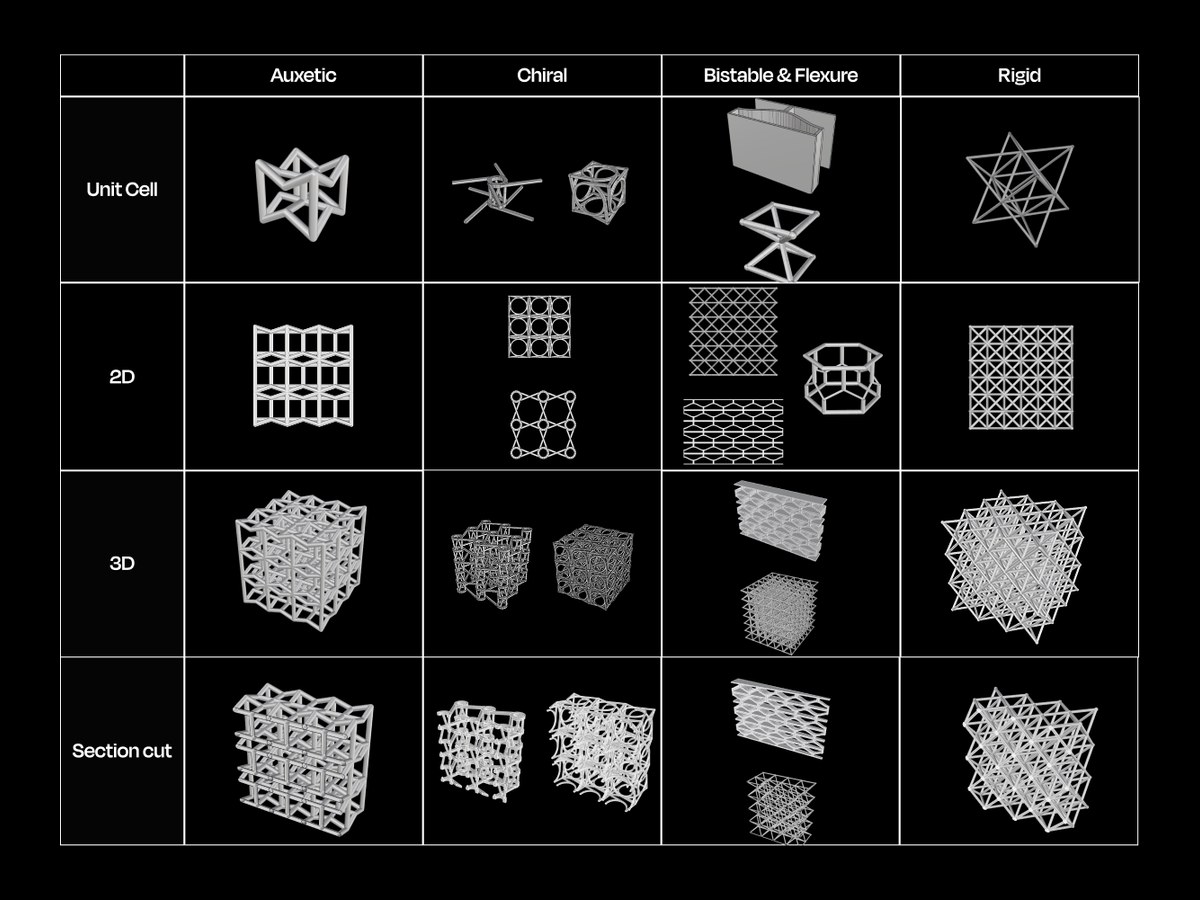 Auxetic
Chiral
Bistable & Flexure
Rigid
Unit Cell
2D
3D
Section cut